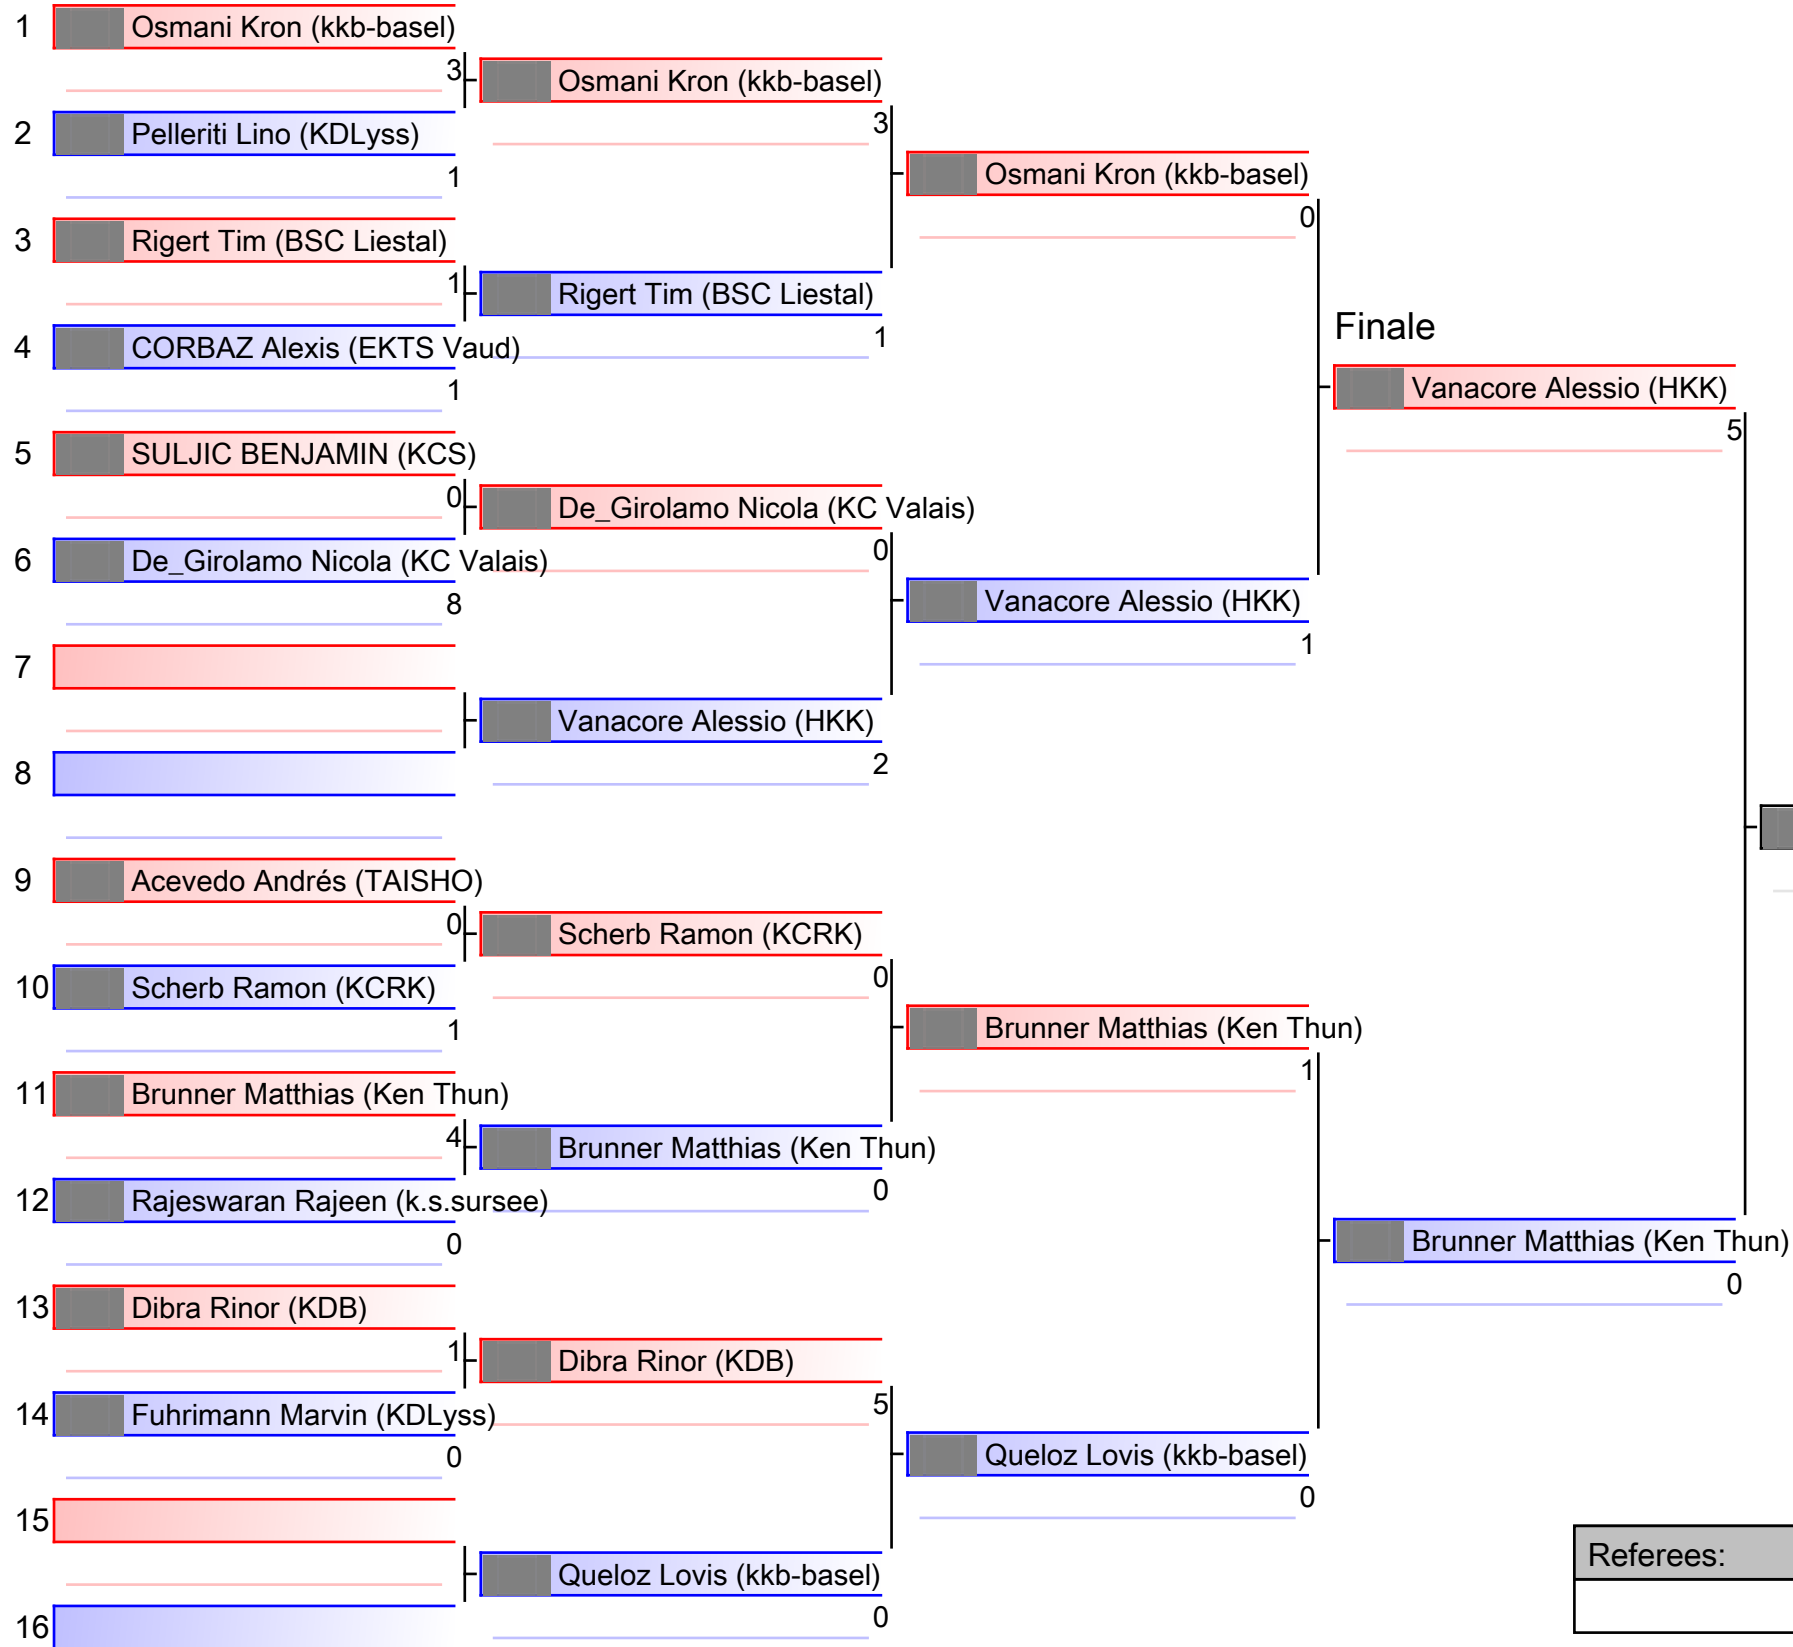 1 Osmani Kron (kkb-basel)
3
2 Pelleriti Lino (KDLyss)
1
3 Rigert Tim (BSC Liestal)
1
4 CORBAZ Alexis (EKTS Vaud)
1
5 SULJIC BENJAMIN (KCS)
0
6 De_Girolamo Nicola (KC Valais)
8
7
8
9 Acevedo Andrés (TAISHO)
0
10 Scherb Ramon (KCRK)
1
11 Brunner Matthias (Ken Thun)
4
12 Rajeswaran Rajeen (k.s.sursee)
0
13 Dibra Rinor (KDB)
1
14 Fuhrimann Marvin (KDLyss)
0
15
16
Osmani Kron (kkb-basel)
3
Rigert Tim (BSC Liestal)
1
De_Girolamo Nicola (KC Valais)
0
Vanacore Alessio (HKK)
2
Scherb Ramon (KCRK)
0
Brunner Matthias (Ken Thun)
0
Dibra Rinor (KDB)
5
Queloz Lovis (kkb-basel)
0
Osmani Kron (kkb-basel)
0
Vanacore Alessio (HKK)
1
Brunner Matthias (Ken Thun)
1
Queloz Lovis (kkb-basel)
0
Finale
Vanacore Alessio (HKK)
5
Brunner Matthias (Ken Thun)
0
Referees: